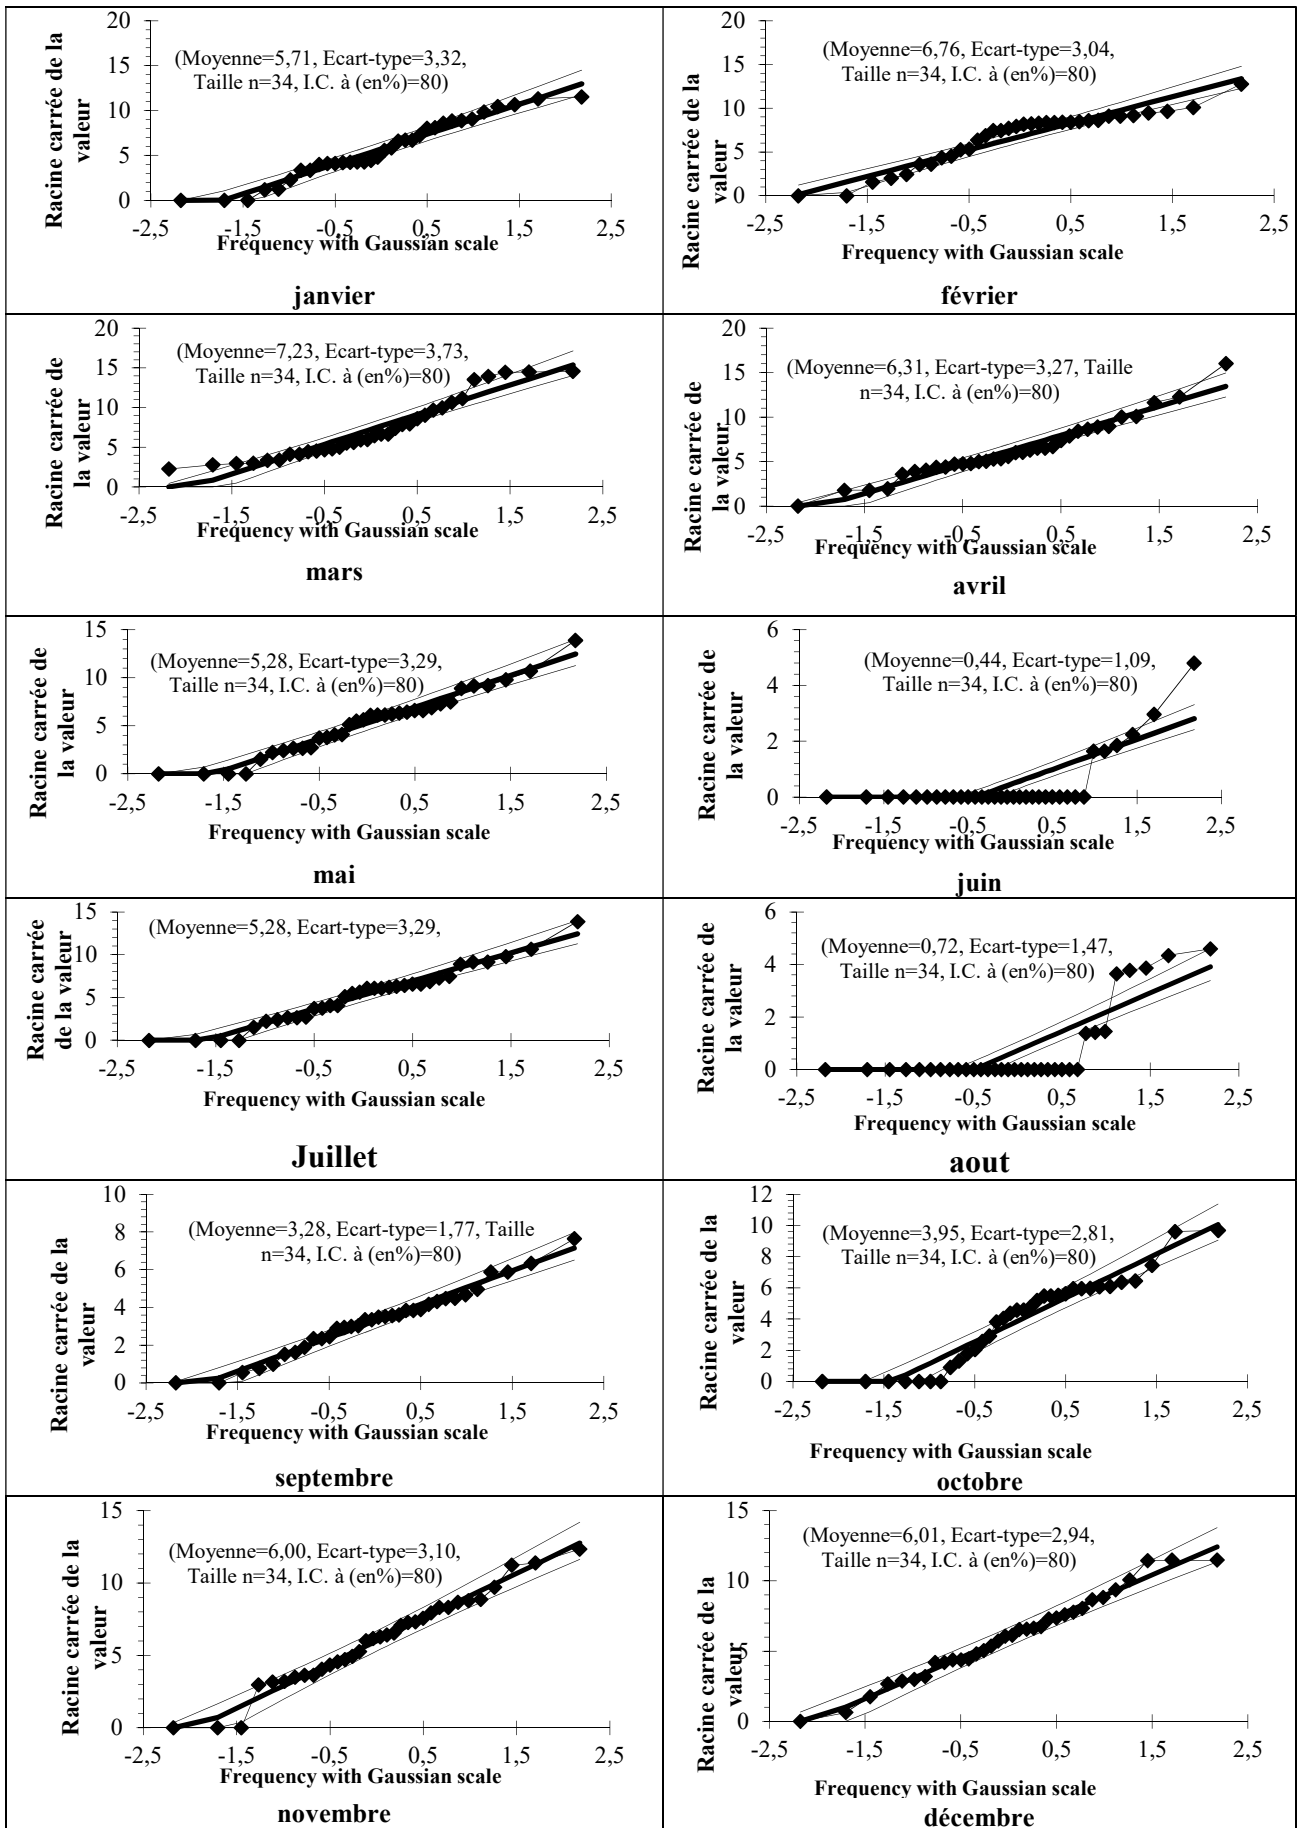 20
15
10
5
0
-2,5
-1,5
-0,5
0,5
1,5
2,5
Racine carrée de la
valeur
(Moyenne=5,71, Ecart-type=3,32,
Taille n=34, I.C. à (en%)=80)
Frequency with Gaussian scale
janvier
20
15
10
5
0
-2,5
-1,5
-0,5
0,5
1,5
2,5
Racine carrée de la
valeur
(Moyenne=6,76, Ecart-type=3,04,
Taille n=34, I.C. à (en%)=80)
Frequency with Gaussian scale
février
20
15
10
5
0
-2,5
-1,5
-0,5
0,5
1,5
2,5
Racine carrée de
la valeur
(Moyenne=7,23, Ecart-type=3,73,
Taille n=34, I.C. à (en%)=80)
Frequency with Gaussian scale
mars
20
15
10
5
0
-2,5
-1,5
-0,5
0,5
1,5
2,5
Racine carrée de
la valeur
(Moyenne=6,31, Ecart-type=3,27, Taille
n=34, I.C. à (en%)=80)
Frequency with Gaussian scale
avril
15
10
5
0
-2,5
-1,5
-0,5
0,5
1,5
2,5
Racine carrée de
la valeur
(Moyenne=5,28, Ecart-type=3,29,
Taille n=34, I.C. à (en%)=80)
Frequency with Gaussian scale
mai
6
4
2
0
-2,5
-1,5
-0,5
0,5
1,5
2,5
Racine carrée de
la valeur
(Moyenne=0,44, Ecart-type=1,09,
Taille n=34, I.C. à (en%)=80)
Frequency with Gaussian scale
juin
15
10
5
0
-2,5
-1,5
-0,5
0,5
1,5
2,5
Racine carrée
de la valeur
(Moyenne=5,28, Ecart-type=3,29,
Frequency with Gaussian scale
Juillet
6
4
2
0
-2,5
-1,5
-0,5
0,5
1,5
2,5
Racine carrée de
la valeur
(Moyenne=0,72, Ecart-type=1,47,
Taille n=34, I.C. à (en%)=80)
Frequency with Gaussian scale
aout
10
8
6
4
2
0
-2,5
-1,5
-0,5
0,5
1,5
2,5
Racine carrée de la
valeur
(Moyenne=3,28, Ecart-type=1,77, Taille
n=34, I.C. à (en%)=80)
Frequency with Gaussian scale
septembre
12
10
8
6
4
2
0
-2,5
-1,5
-0,5
0,5
1,5
2,5
Racine carrée de la
valeur
(Moyenne=3,95, Ecart-type=2,81,
Taille n=34, I.C. à (en%)=80)
Frequency with Gaussian scale
octobre
15
10
5
0
-2,5
-1,5
-0,5
0,5
1,5
2,5
Racine carrée de la
valeur
(Moyenne=6,00, Ecart-type=3,10,
Taille n=34, I.C. à (en%)=80)
Frequency with Gaussian scale
novembre
15
10
5
0
-2,5
-1,5
-0,5
0,5
1,5
2,5
Racine carrée de la
valeur
(Moyenne=6,01, Ecart-type=2,94,
Taille n=34, I.C. à (en%)=80)
Frequency with Gaussian scale
décembre